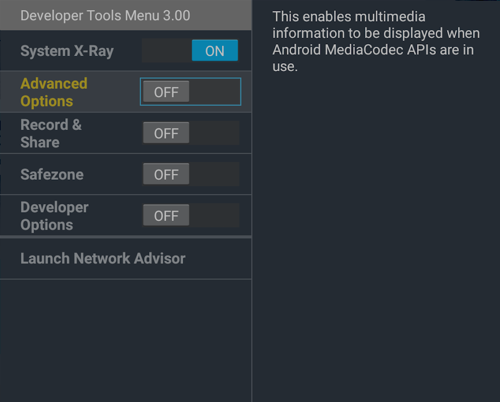 Developer Tools Menu 3.00
System X-Ray
ON
Advanced
Options
OFF
Record &
Share
OFF
Safezone
OFF
Developer
Options
OFF
Launch Network Advisor
This enables multimedia
information to be displayed when
Android MediaCodec APIs are in
use.